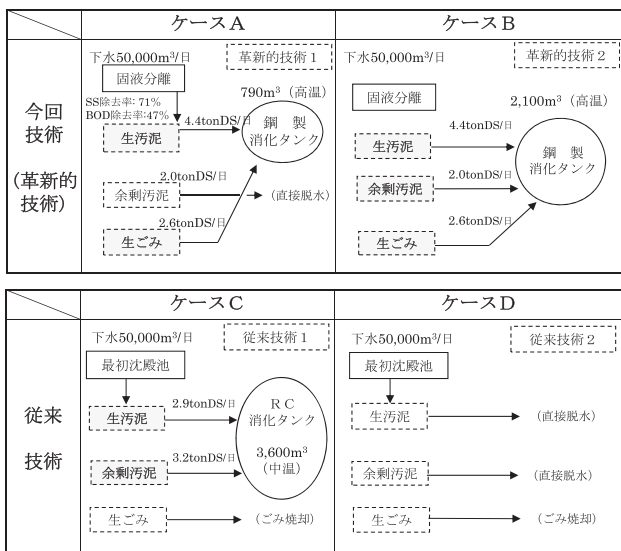 ケースA
ケースB
今回
技術
(革新的
技術)
下水50,000m³/日
革新的技術1
固液分離
SS除去率: 71%
BOD除去率:47%
790m³ (高温)
生汚泥
4.4tonDS/日
鋼 製
消化タンク
余剰汚泥
2.0tonDS/日
(直接脱水)
2.6tonDS/日
生ごみ
下水50,000m³/日
革新的技術2
固液分離
2,100m³ (高温)
生汚泥
4.4tonDS/日
鋼 製
消化タンク
余剰汚泥
2.0tonDS/日
2.6tonDS/日
生ごみ
ケースC
ケースD
従来
技術
下水50,000m³/日
従来技術1
最初沈殿池
生汚泥
2.9tonDS/日
RC
消化タンク
3,600m³
(中温)
余剰汚泥
3.2tonDS/日
生ごみ
(ごみ焼却)
下水50,000m³/日
従来技術2
最初沈殿池
生汚泥
(直接脱水)
余剰汚泥
(直接脱水)
生ごみ
(ごみ焼却)